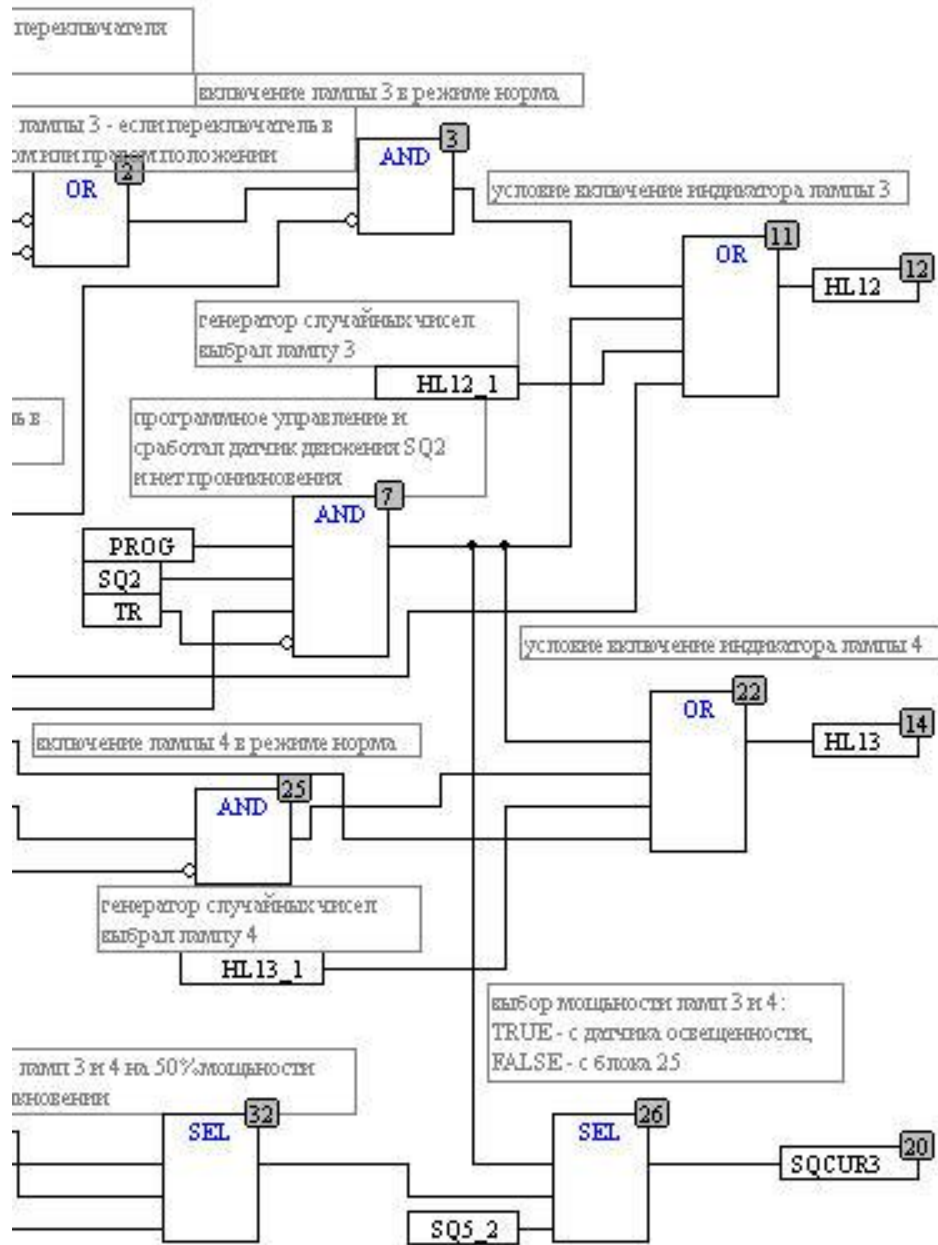 переключателя
включение лампы 3 в режиме норма
лампы 3 - если переключатель в
ом или правом положении
2
OR
3
AND
условие включение индикатора лампы 3
11
OR
12
HL12
генератор случайных чисел
выбрал лампу 3
HL12_1
ь в
программное управление и
сработал датчик движения SQ2
и нет проникновения
7
AND
PROG
SQ2
TR
условие включение индикатора лампы 4
22
OR
14
HL13
включение лампы 4 в режиме норма
25
AND
генератор случайных чисел
выбрал лампу 4
HL13_1
выбор мощьности ламп 3 и 4:
TRUE - с датчика освещенности,
FALSE - с блока 25
ламп 3 и 4 на 50% мощьности
икновении
32
SEL
26
SEL
20
SQCUR3
SQ5_2